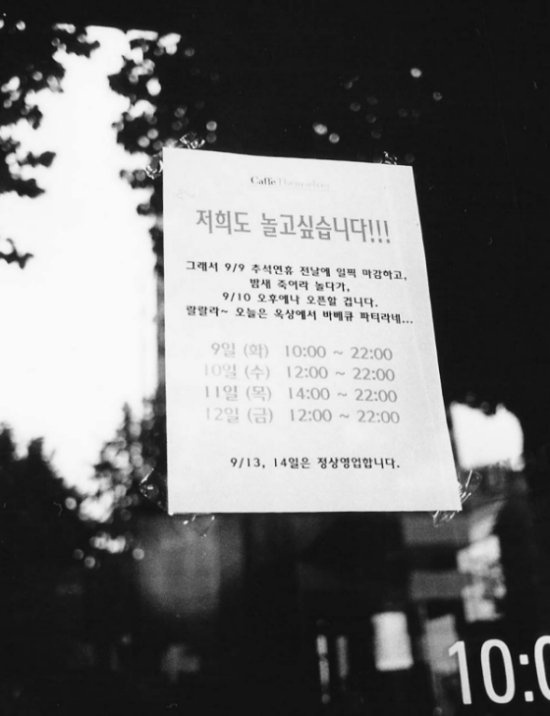 Caffe
저희도 놀고싶습니다!!!
그래서 9/9 추석연휴 전날에 일찍 마감하고,
밤새 죽어라 놀다가,
9/10 오후에나 오픈할 겁니다.
랄랄라~ 오늘은 옥상에서 바베큐 파티라네...
9일 (화) 10:00 ~ 22:00
10일 (수) 12:00 ~ 22:00
11일 (목) 14:00 ~ 22:00
12일 (금) 12:00 ~ 22:00
9/13, 14일은 정상영업합니다.
10:0